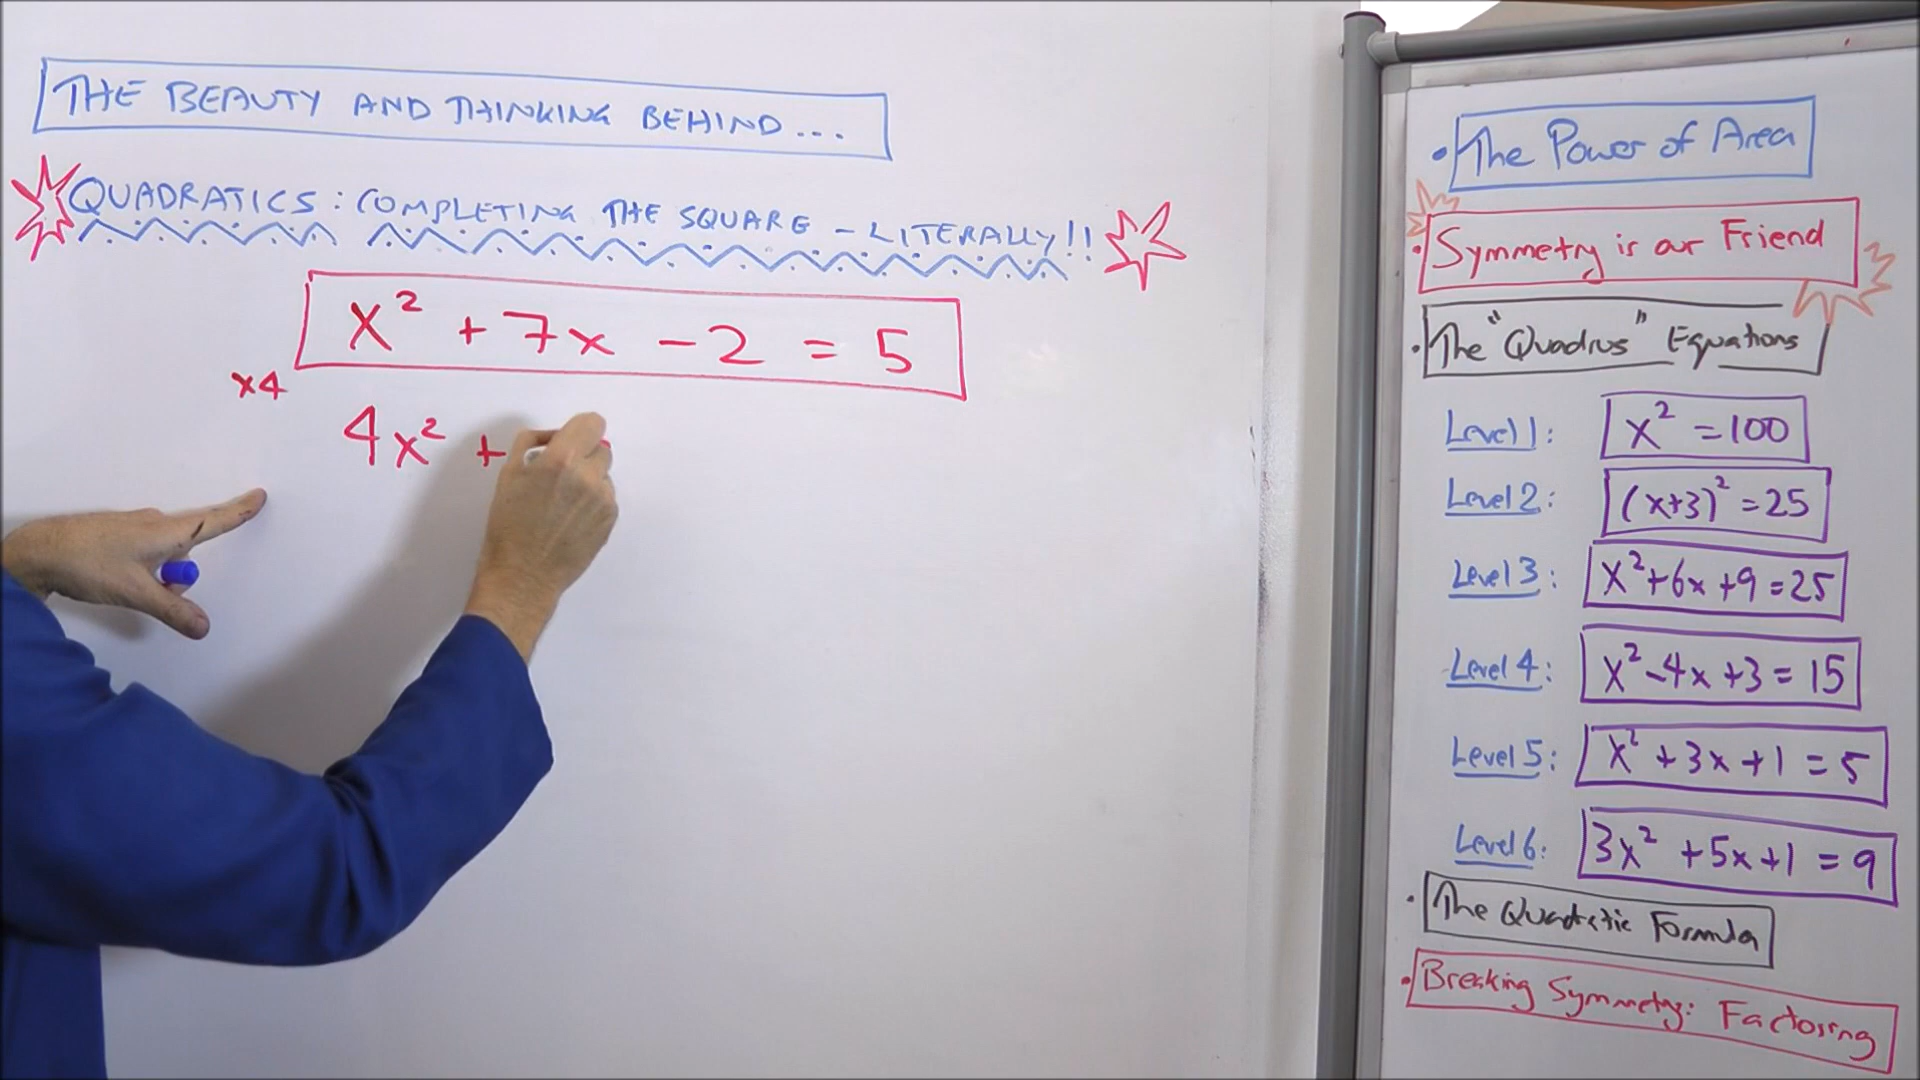 THE BEAUTY AND THINKING BEHIND...
QUADRATICS: COMPLETING THE SQUARE - LITERALLY!!
x² + 7x - 2 = 5
x4
4x² +
• The Power of Area
• Symmetry is our Friend
• The "Quadrus" Equations
Level 1: x² = 100
Level 2: (x+3)² = 25
Level 3: x² + 6x + 9 = 25
Level 4: x² - 4x + 3 = 15
Level 5: x² + 3x + 1 = 5
Level 6: 3x² + 5x + 1 = 9
• The Quadratic Formula
• Breaking Symmetry: Factoring